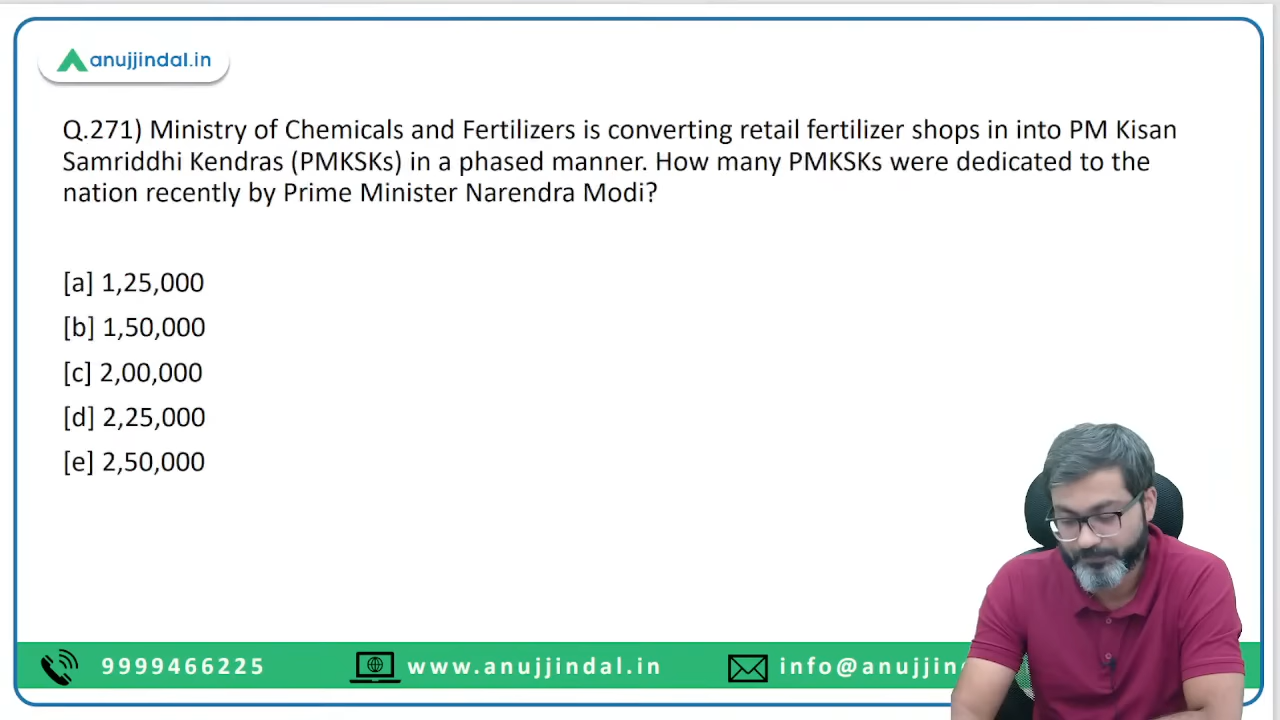 anujjindal.in
Q.271) Ministry of Chemicals and Fertilizers is converting retail fertilizer shops in into PM Kisan
Samriddhi Kendras (PMKSKs) in a phased manner. How many PMKSKs were dedicated to the
nation recently by Prime Minister Narendra Modi?
[a] 1,25,000
[b] 1,50,000
[c] 2,00,000
[d] 2,25,000
[e] 2,50,000
9999466225 www.anujjindal.in